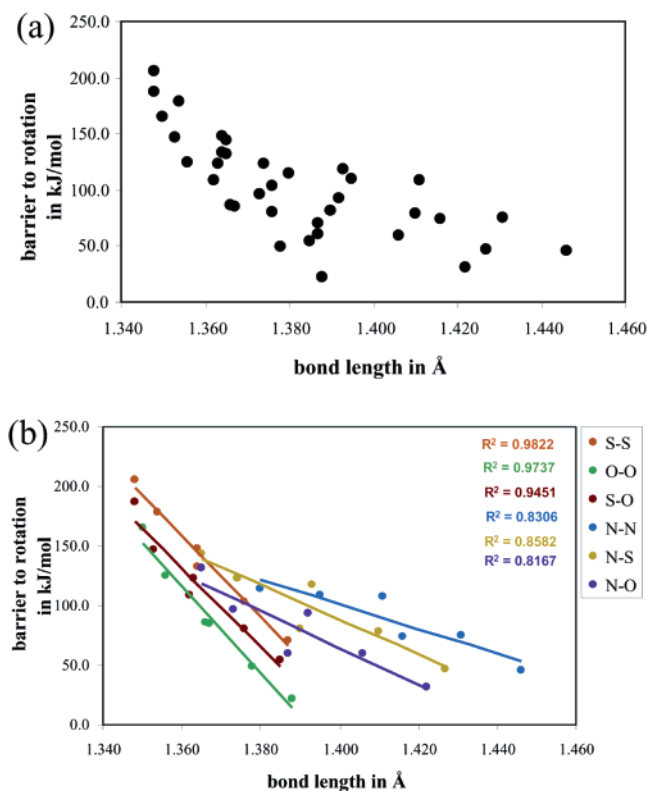 (a)
250.0
200.0
150.0
100.0
50.0
0.0
barrier to rotation
in kJ/mol
1.340 1.360 1.380 1.400 1.420 1.440 1.460
bond length in Å
(b)
250.0
200.0
150.0
100.0
50.0
0.0
barrier to rotation
in kJ/mol
R² = 0.9822
R² = 0.9737
R² = 0.9451
R² = 0.8306
R² = 0.8582
R² = 0.8167
S-S
O-O
S-O
N-N
N-S
N-O
1.340 1.360 1.380 1.400 1.420 1.440 1.460
bond length in Å